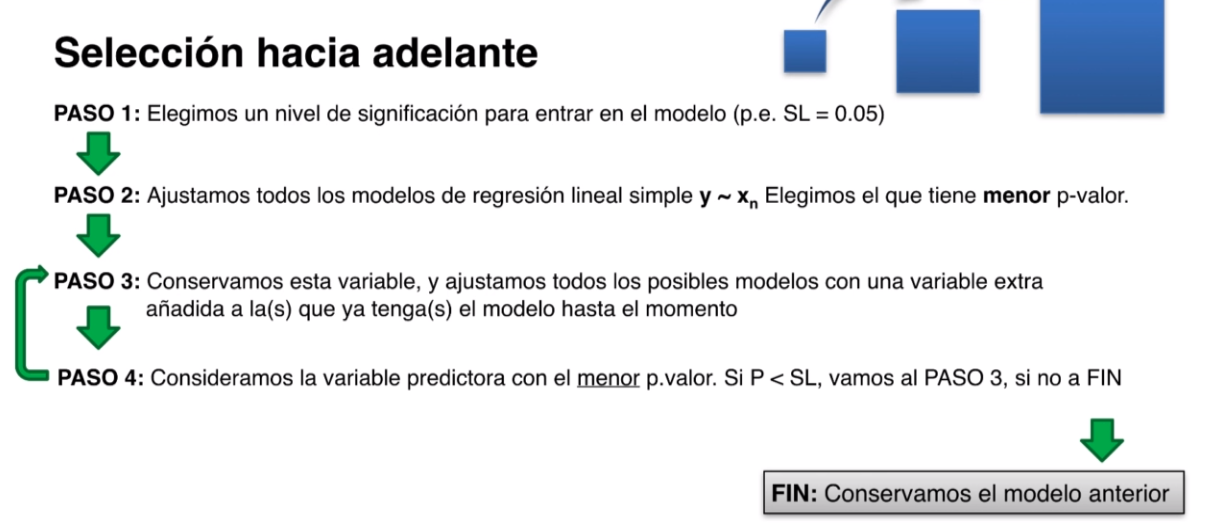 Selección hacia adelante
PASO 1: Elegimos un nivel de significación para entrar en el modelo (p.e. SL = 0.05)
PASO 2: Ajustamos todos los modelos de regresión lineal simple y ~ xn Elegimos el que tiene menor p-valor.
PASO 3: Conservamos esta variable, y ajustamos todos los posibles modelos con una variable extra
añadida a la(s) que ya tenga(s) el modelo hasta el momento
PASO 4: Consideramos la variable predictora con el menor p.valor. Si P < SL, vamos al PASO 3, si no a FIN
FIN: Conservamos el modelo anterior